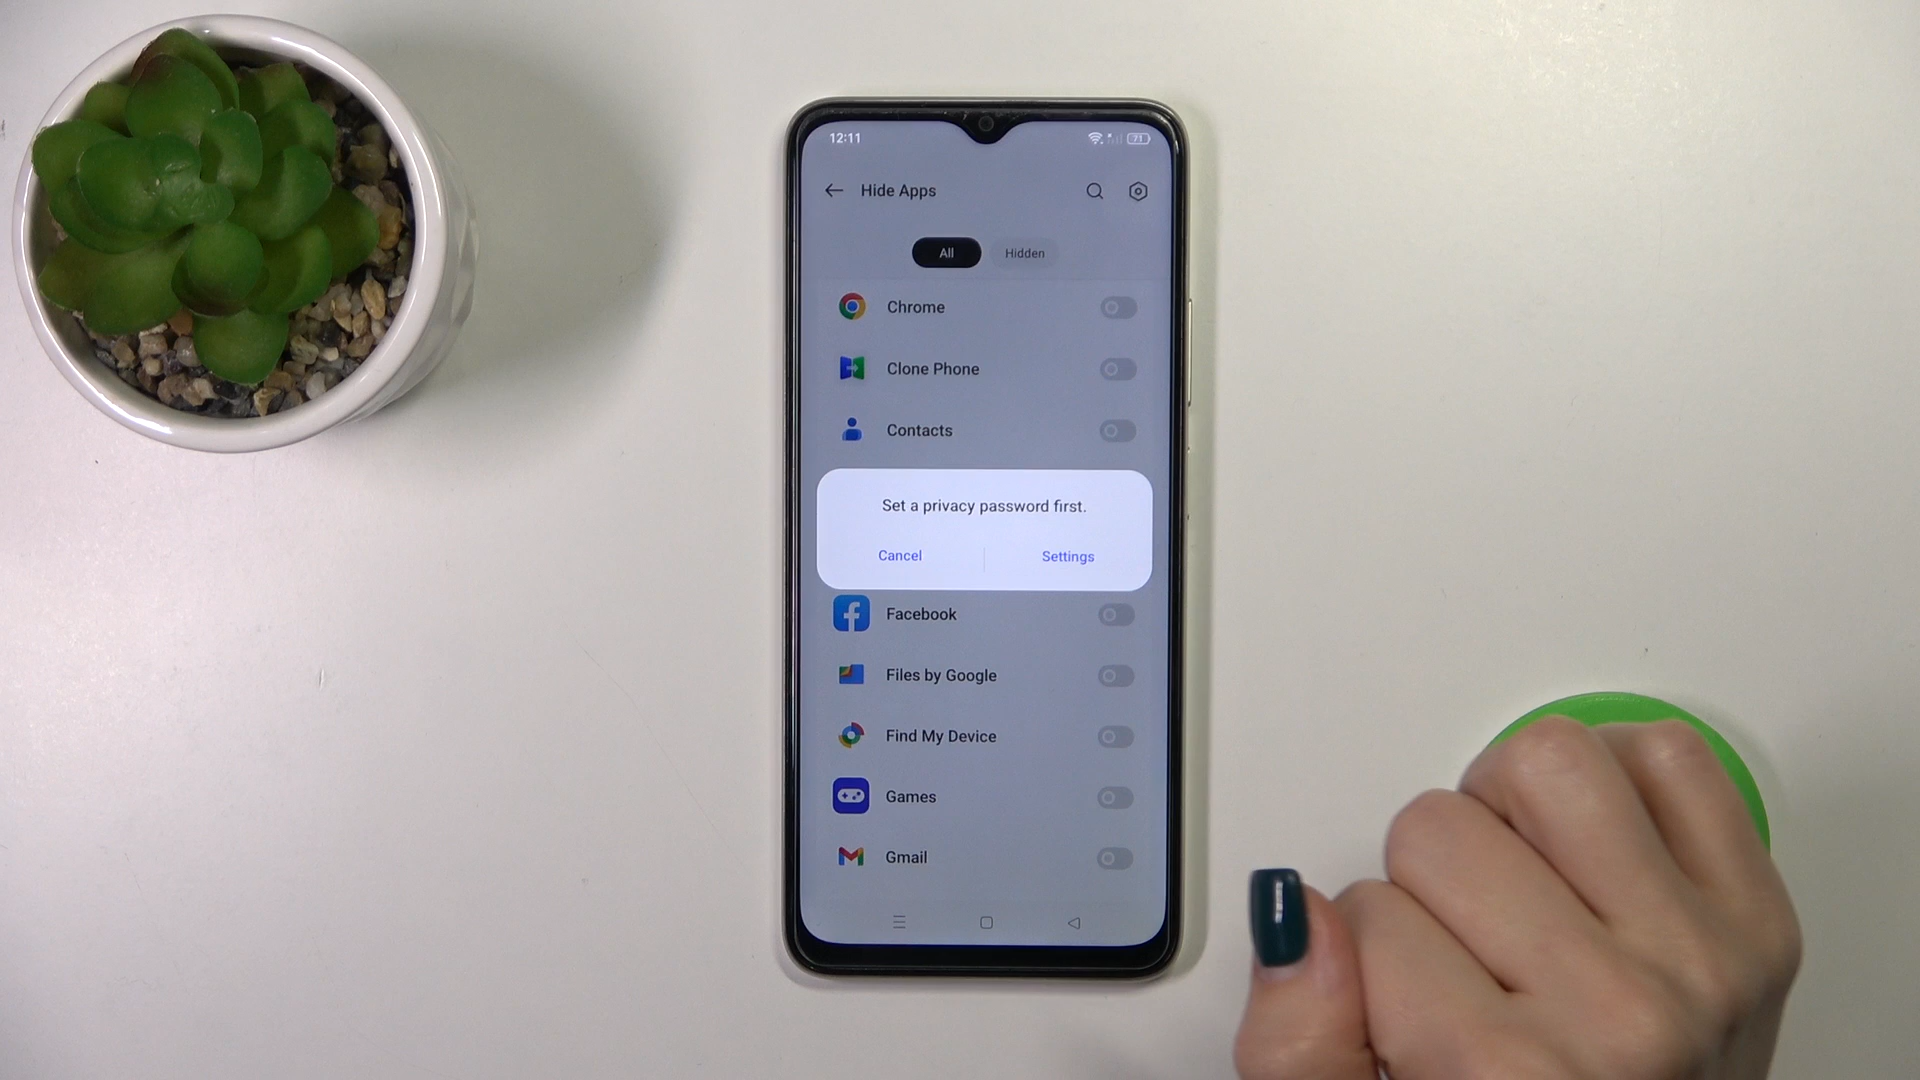 12:11
71
Hide Apps
All Hidden
Chrome
Clone Phone
Contacts
Set a privacy password first.
Cancel Settings
Facebook
Files by Google
Find My Device
Games
Gmail